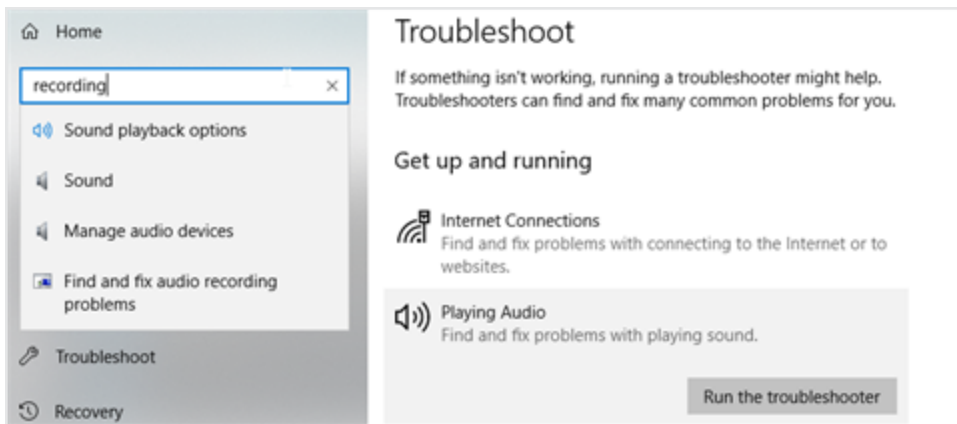 Home
recording
Sound playback options
Sound
Manage audio devices
Find and fix audio recording
problems
Troubleshoot
Recovery
Troubleshoot
If something isn't working, running a troubleshooter might help.
Troubleshooters can find and fix many common problems for you.
Get up and running
Internet Connections
Find and fix problems with connecting to the Internet or to
websites.
Playing Audio
Find and fix problems with playing sound.
Run the troubleshooter